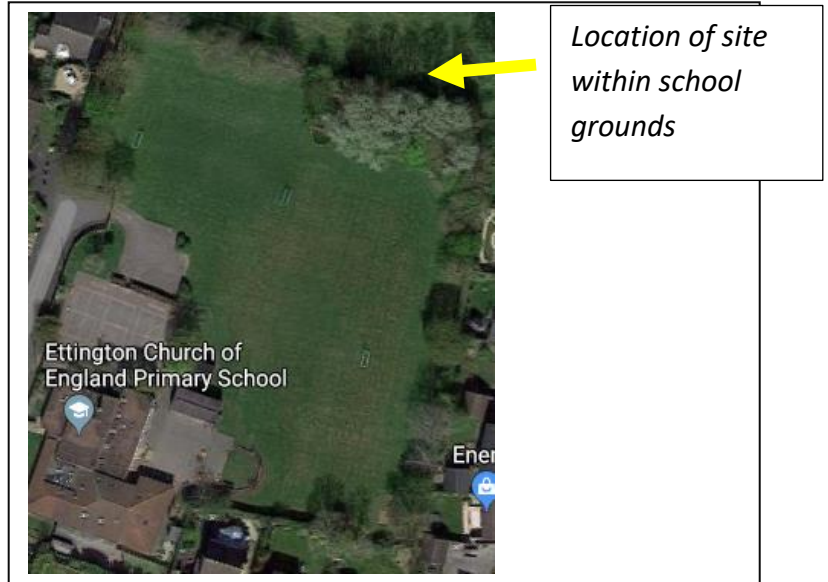 Location of site
within school
grounds
Ettington Church of
England Primary School
Ener